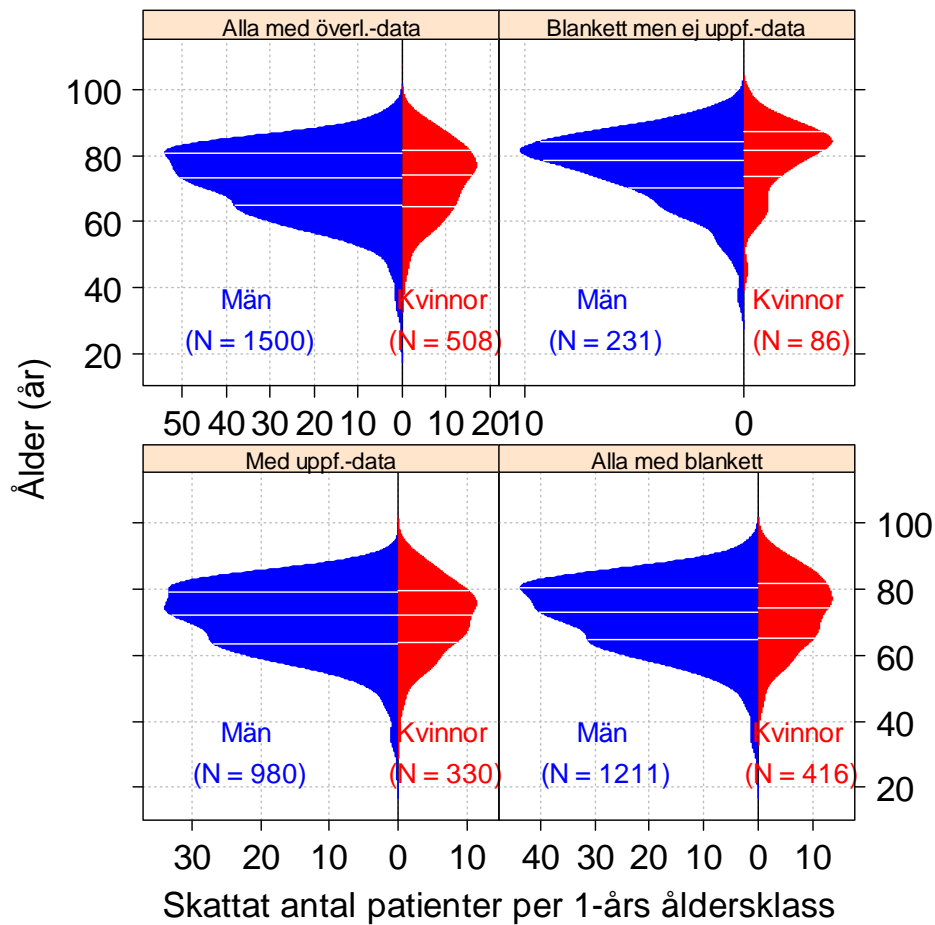 Alla med överl.-data
Blankett men ej uppf.-data
Ålder (år)
100
80
60
40
20
Män
(N = 1500)
Kvinnor
(N = 508)
Män
(N = 231)
Kvinnor
(N = 86)
50 40 30 20 10 0 10 20
10 0
Med uppf.-data
Alla med blankett
Män
(N = 980)
Kvinnor
(N = 330)
Män
(N = 1211)
Kvinnor
(N = 416)
100
80
60
40
20
30 20 10 0 10
40 30 20 10 0 10
Skattat antal patienter per 1-års åldersklass